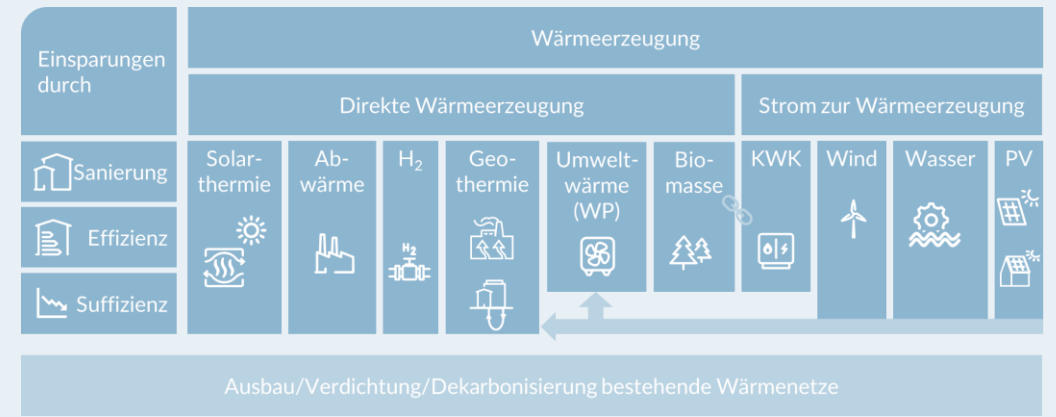 Einsparungen
durch
Wärmeerzeugung
Direkte Wärmeerzeugung
Strom zur Wärmeerzeugung
Sanierung
Effizienz
Suffizienz
Solar-
thermie
Ab-
wärme
H₂
H₂
Geo-
thermie
Umwelt-
wärme
(WP)
Bio-
masse
KWK
Wind
Wasser
PV
Ausbau/Verdichtung/Dekarbonisierung bestehende Wärmenetze